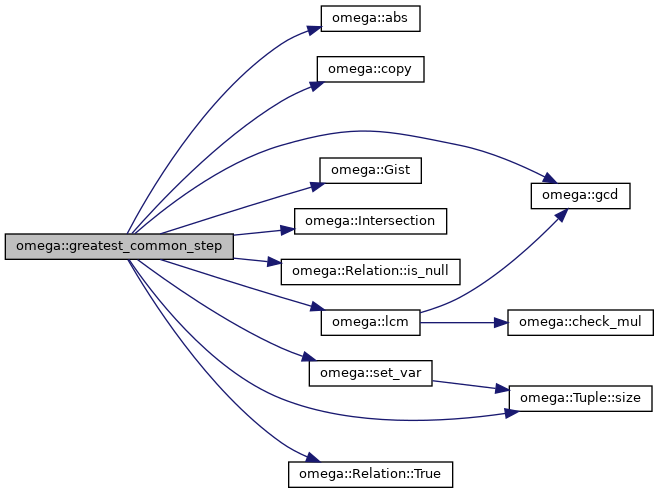 omega::abs
omega::copy
omega::Gist
omega::gcd
omega::Intersection
omega::greatest_common_step
omega::Relation::is_null
omega::lcm
omega::check_mul
omega::set_var
omega::Tuple::size
omega::Relation::True